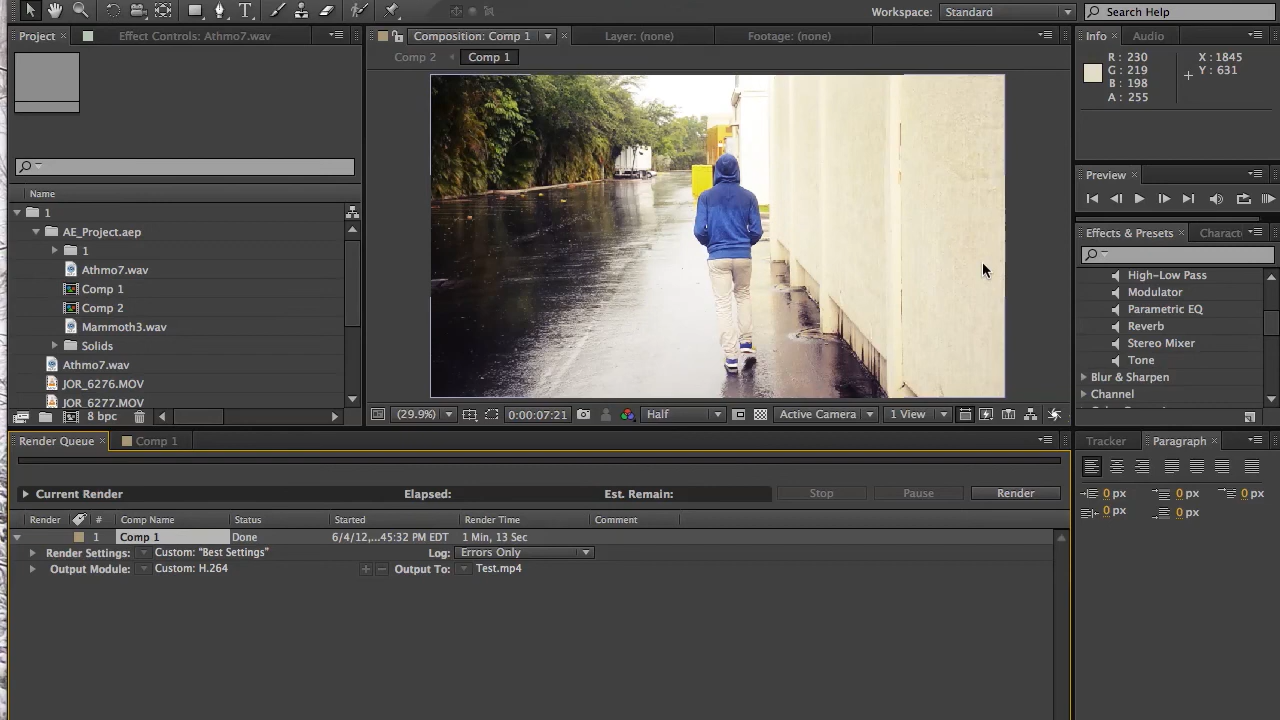 T
Workspace: Standard
Search Help
Project
Effect Controls: Athmo7.wav
Composition: Comp 1
Layer: (none)
Footage: (none)
Info
Audio
Comp 2
Comp 1
R : 230
G : 219
B : 198
A : 255
X : 1845
Y : 631
Preview
Name
1
AE_Project.aep
1
Athmo7.wav
Comp 1
Comp 2
Mammoth3.wav
Solids
Athmo7.wav
JOR_6276.MOV
JOR_6277.MOV
8 bpc
Effects & Presets
Charact
High-Low Pass
Modulator
Parametric EQ
Reverb
Stereo Mixer
Tone
Blur & Sharpen
Channel
(29.9%)
0:00:07:21
Half
Active Camera
1 View
Render Queue
Comp 1
Tracker
Paragraph
Current Render
Elapsed:
Est. Remain:
Stop
Pause
Render
0 px
0 px
0 px
0 px
0 px
Render
#
Comp Name
Status
Started
Render Time
Comment
1
Comp 1
Done
6/4/12,...45:32 PM EDT
1 Min, 13 Sec
Render Settings:
Custom: "Best Settings"
Log:
Errors Only
Output Module:
Custom: H.264
Output To:
Test.mp4